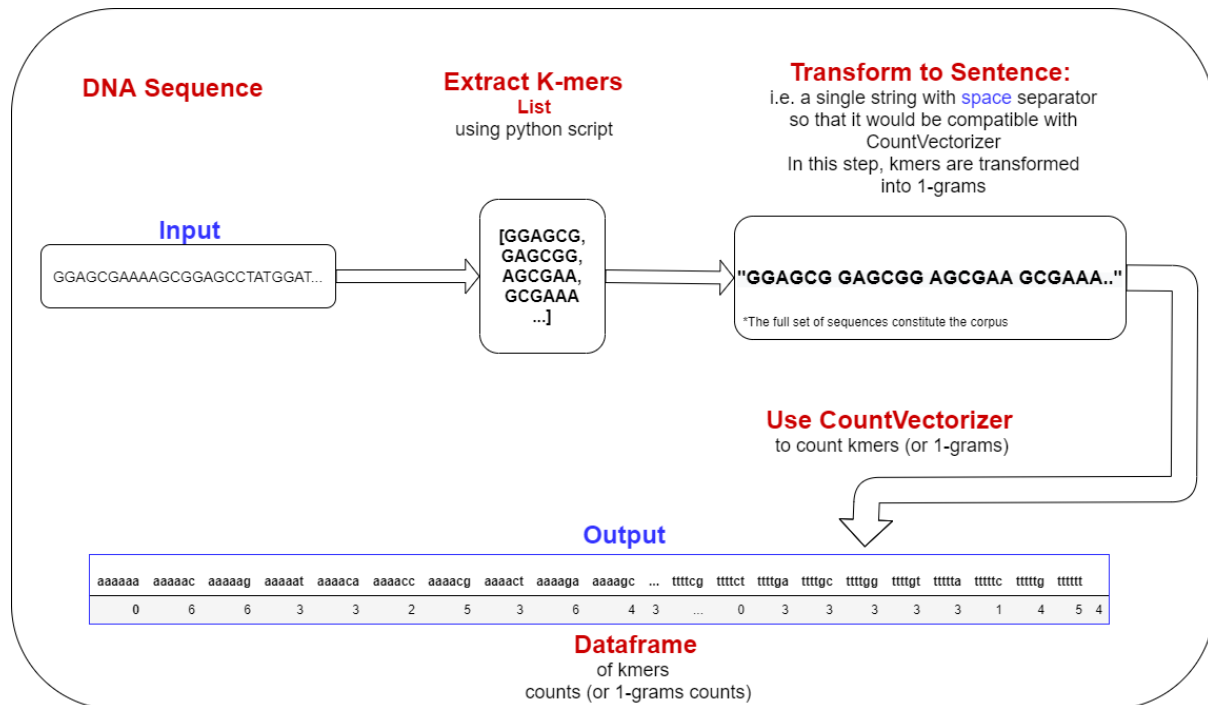 DNA Sequence
Extract K-mers
List
using python script
Transform to Sentence:
i.e. a single string with space separator
so that it would be compatible with
CountVectorizer
In this step, kmers are transformed
into 1-grams
Input
GGAGCGAAAAGCGGAGCCTATGGAT...
[GGAGCG,
GAGCGG,
AGCGAA,
GCGAAA
...]
"GGAGCG GAGCGG AGCGAA GCGAAA.."
*The full set of sequences constitute the corpus
Use CountVectorizer
to count kmers (or 1-grams)
Output
aaaaaa aaaaac aaaaag aaaaat aaaaca aaaacc aaaacg aaaact aaaaga aaaagc ... ttttcg ttttct ttttga ttttgc ttttgg ttttgt ttttta tttttc tttttg tttttt
0 6 6 3 3 2 5 3 6 4 3 ... 0 3 3 3 3 3 1 4 5 4
Dataframe
of kmers
counts (or 1-grams counts)